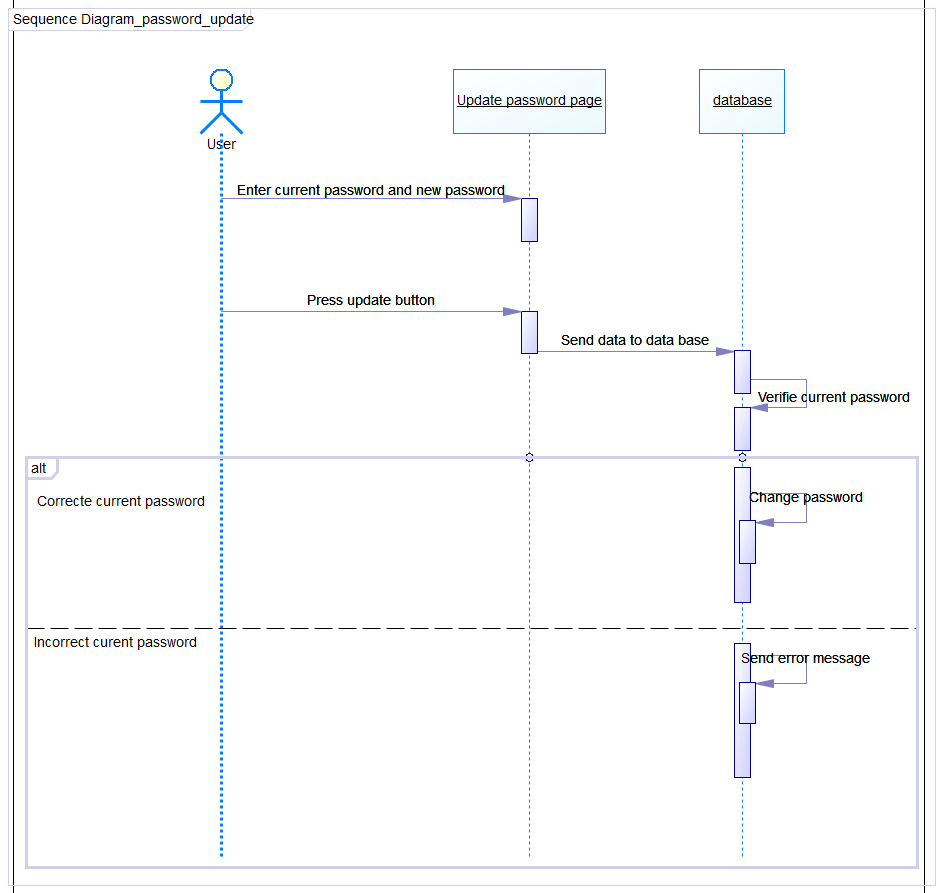 Sequence Diagram_password_update
User
Update password page
database
Enter current password and new password
Press update button
Send data to data base
Verifie current password
alt
Correcte current password
Change password
Incorrect curent password
Send error message